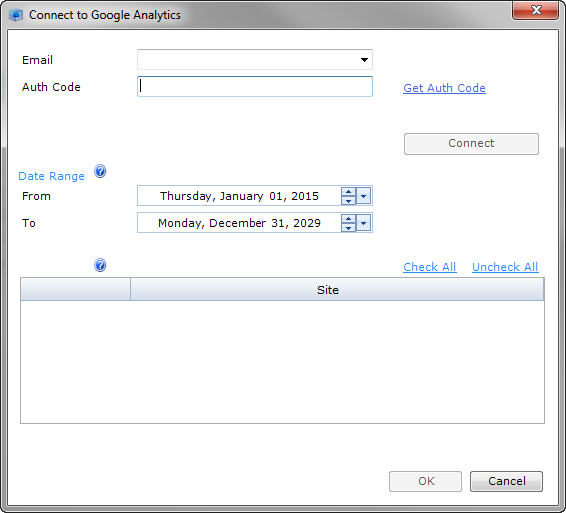 Connect to Google Analytics
Email
Auth Code
Get Auth Code
Connect
Date Range ?
From Thursday, January 01, 2015
To Monday, December 31, 2029
? Check All Uncheck All
Site
OK Cancel